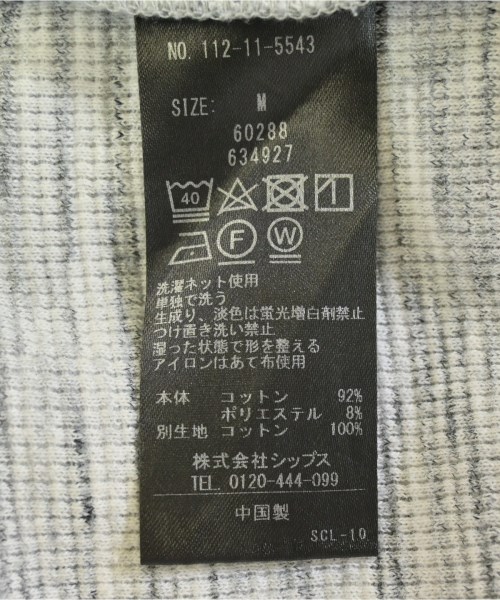 NO. 112-11-5543
SIZE: M
60288
634927
40
F W
洗濯ネット使用
単独で洗う
生成り、淡色は蛍光増白剤禁止
つけ置き洗い禁止
湿った状態で形を整える
アイロンはあて布使用
本体 コットン 92%
ポリエステル 8%
別生地 コットン 100%
株式会社シップス
TEL. 0120-444-099
中国製
SCL-10